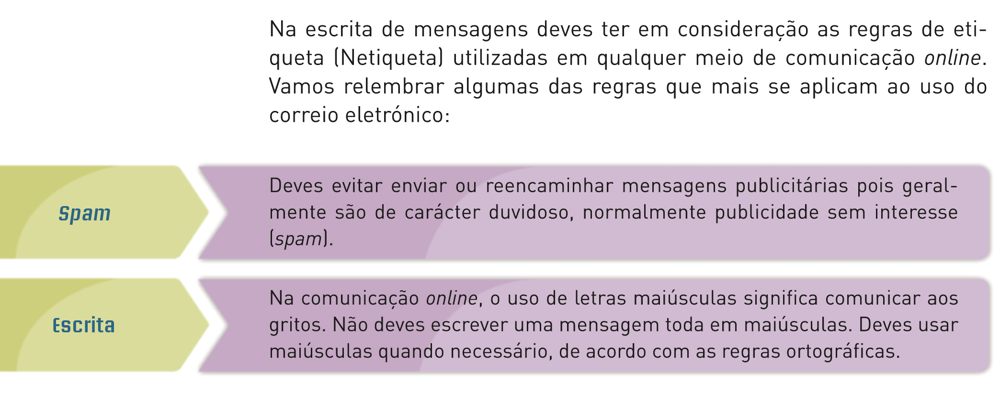 Na escrita de mensagens deves ter em consideração as regras de eti-
queta (Netiqueta) utilizadas em qualquer meio de comunicação online.
Vamos relembrar algumas das regras que mais se aplicam ao uso do
correio eletrónico:
Spam
Deves evitar enviar ou reencaminhar mensagens publicitárias pois geral-
mente são de carácter duvidoso, normalmente publicidade sem interesse
(spam).
Escrita
Na comunicação online, o uso de letras maiúsculas significa comunicar aos
gritos. Não deves escrever uma mensagem toda em maiúsculas. Deves usar
maiúsculas quando necessário, de acordo com as regras ortográficas.